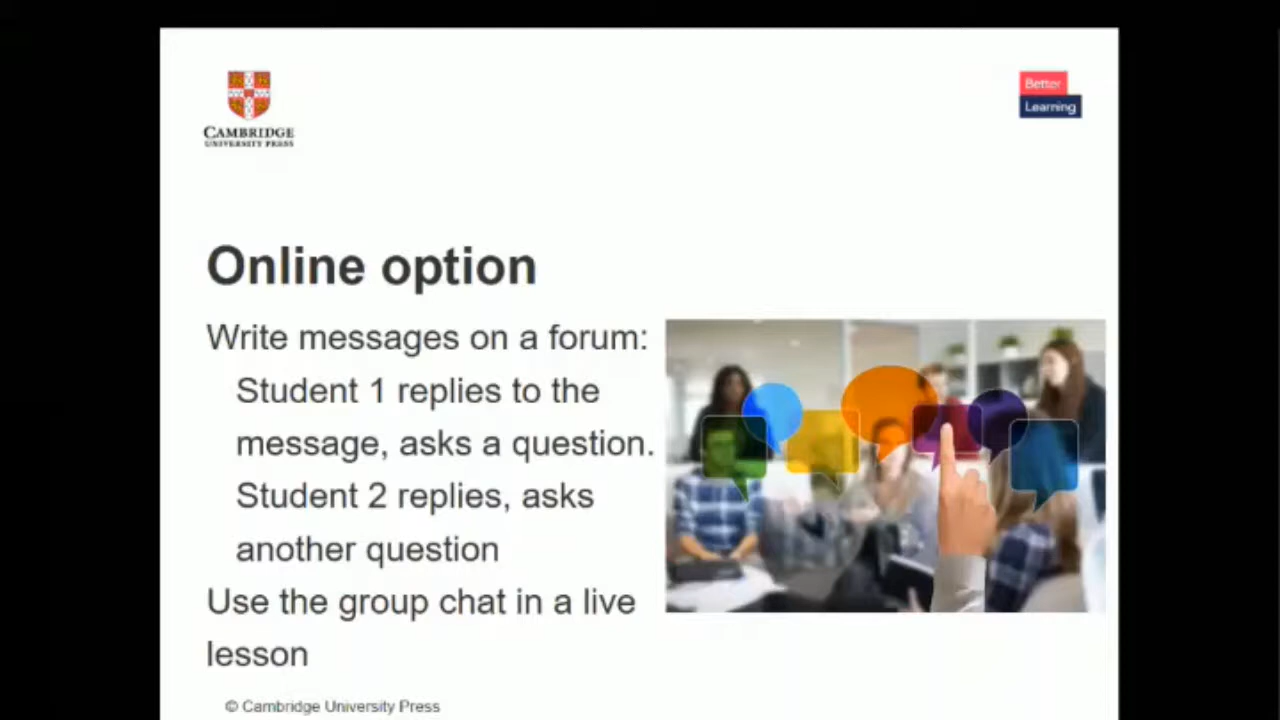 CAMBRIDGE
UNIVERSITY PRESS
Better
Learning
Online option
Write messages on a forum:
Student 1 replies to the
message, asks a question.
Student 2 replies, asks
another question
Use the group chat in a live
lesson
© Cambridge University Press